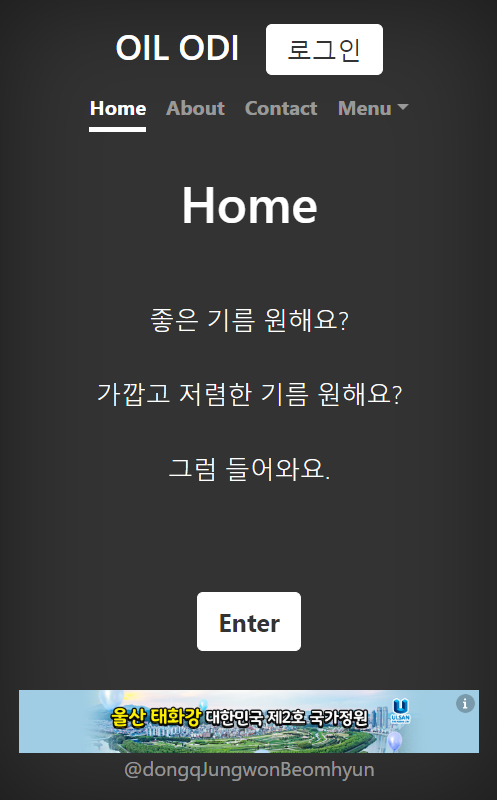 OIL ODI 로그인
Home About Contact Menu
Home
좋은 기름 원해요?
가깝고 저렴한 기름 원해요?
그럼 들어와요.
Enter
울산 태화강 대한민국 제2호 국가정원
ULSAN
@dongqJungwonBeomhyun